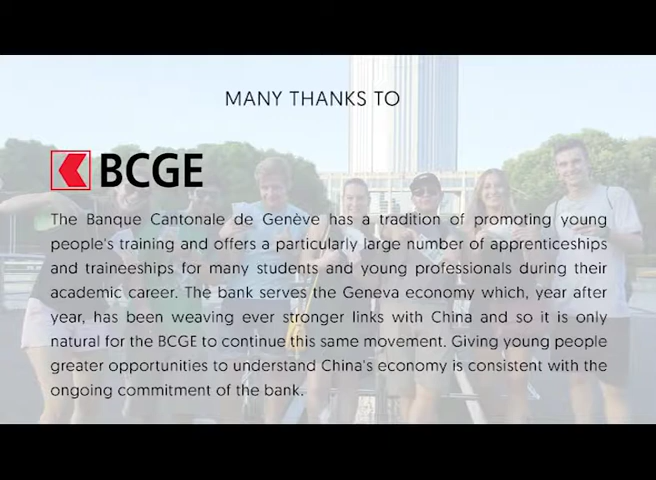 MANY THANKS TO
BCGE
The Banque Cantonale de Genève has a tradition of promoting young
people's training and offers a particularly large number of apprenticeships
and traineeships for many students and young professionals during their
academic career. The bank serves the Geneva economy which, year after
year, has been weaving ever stronger links with China and so it is only
natural for the BCGE to continue this same movement. Giving young people
greater opportunities to understand China's economy is consistent with the
ongoing commitment of the bank.